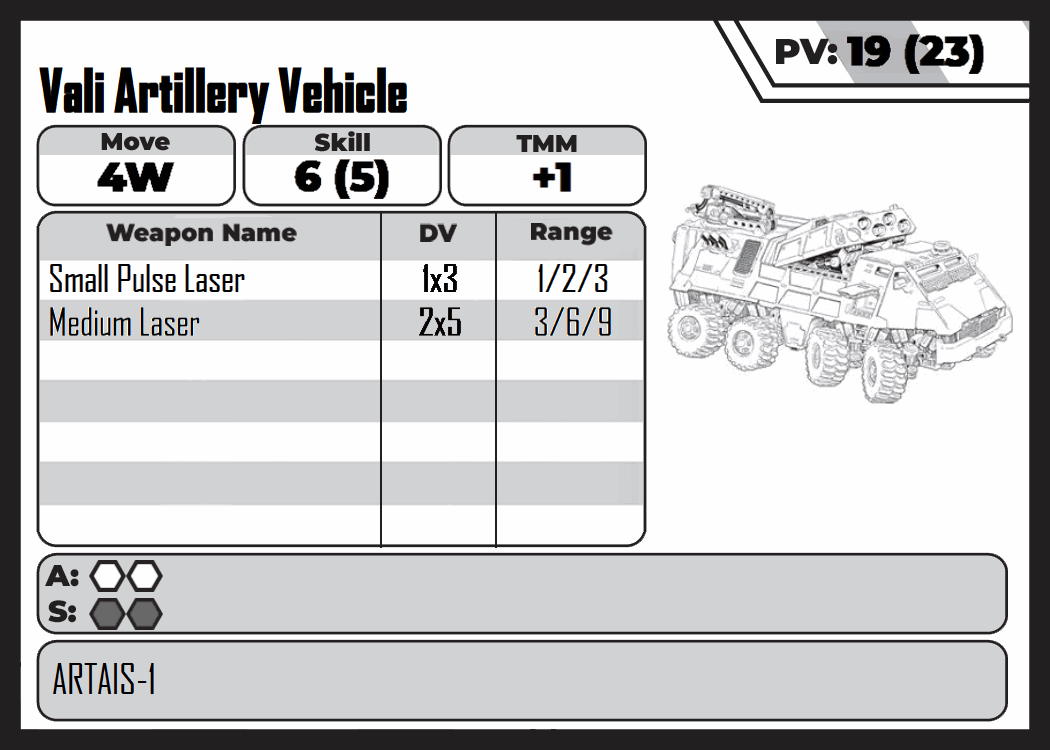 PV: 19 (23)
Vali Artillery Vehicle
Move Skill TMM
4W 6 (5) +1
Weapon Name DV Range
Small Pulse Laser 1x3 1/2/3
Medium Laser 2x5 3/6/9
A:
S:
ARTAIS-1